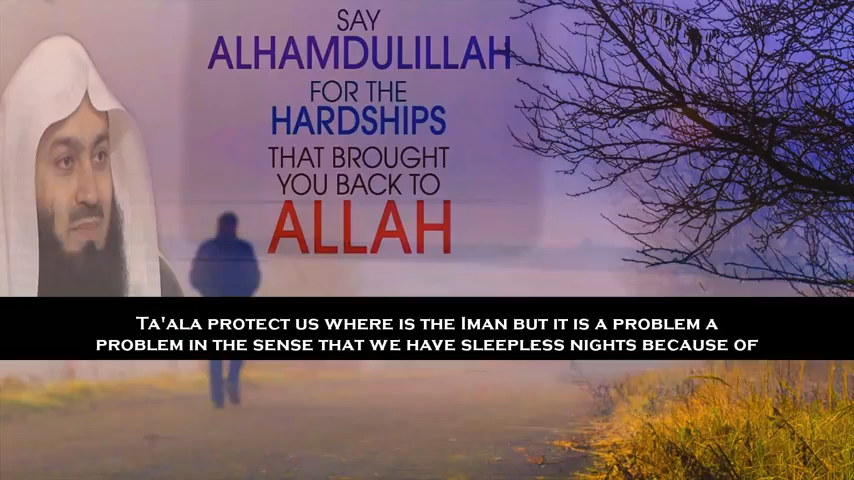 SAY
ALHAMDULILLAH
FOR THE
HARDSHIPS
THAT BROUGHT
YOU BACK TO
ALLAH
Ta'ala protect us where is the Iman but it is a problem a
problem in the sense that we have sleepless nights because of